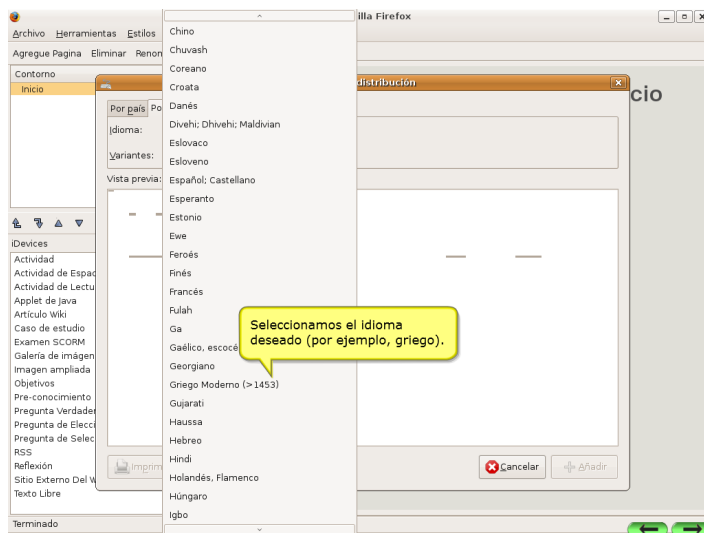 illa Firefox
Archivo Herramientas Estilos
Agregue Pagina Eliminar Renon
Contorno
Inicio
cio
distribución
Por país Po
Idioma:
Variantes:
Vista previa:
Chino
Chuvash
Coreano
Croata
Danés
Divehi; Dhivehi; Maldivian
Eslovaco
Esloveno
Español; Castellano
Esperanto
Estonio
Ewe
Feroés
Finés
Francés
Fulah
Ga
Gaélico, escocé
Georgiano
Griego Moderno (>1453)
Gujarati
Haussa
Hebreo
Hindi
Holandés, Flamenco
Húngaro
Igbo
Seleccionamos el idioma
deseado (por ejemplo, griego).
iDevices
Actividad
Actividad de Espac
Actividad de Lectu
Applet de Java
Artículo Wiki
Caso de estudio
Examen SCORM
Galería de imágen
Imagen ampliada
Objetivos
Pre-conocimiento
Pregunta Verdader
Pregunta de Elecci
Pregunta de Selec
RSS
Reflexión
Sitio Externo Del W
Texto Libre
Imprim
Cancelar
Añadir
Terminado